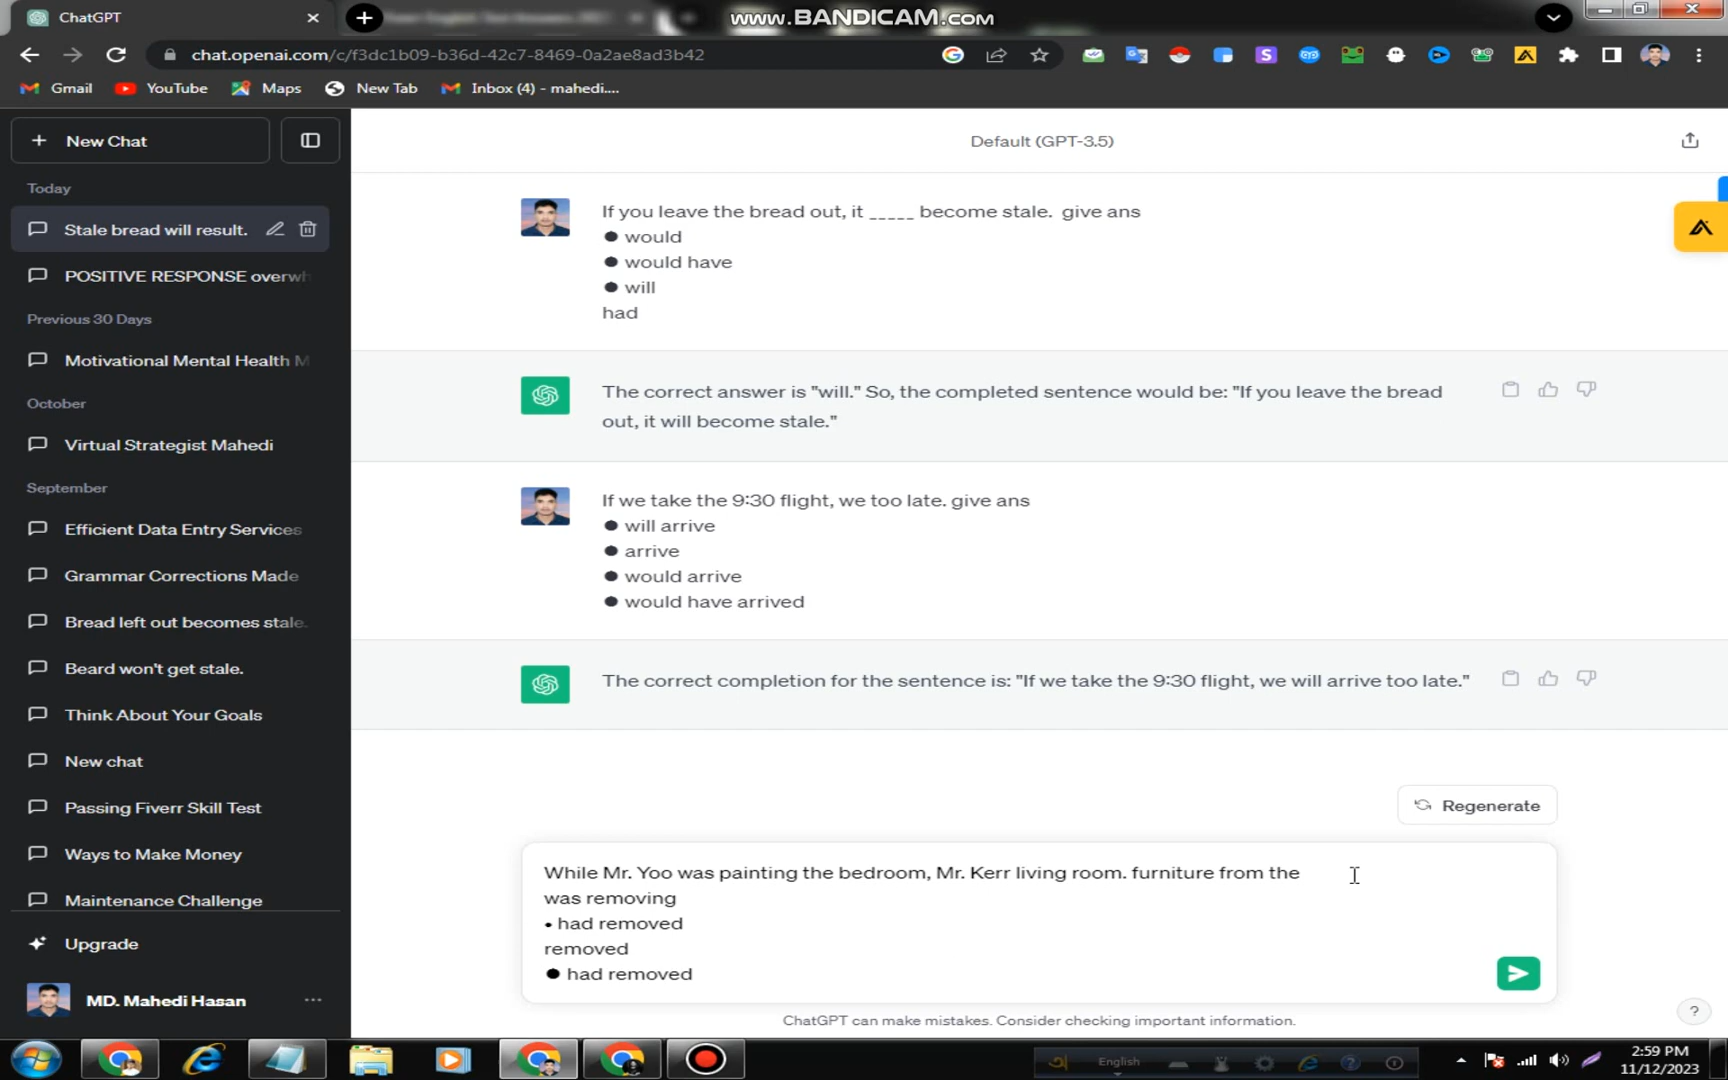 ChatGPT
www.BANDICAM.com
chat.openai.com/c/f3dc1b09-b36d-42c7-8469-0a2ae8ad3b42
Gmail
YouTube
Maps
New Tab
Inbox (4) - mahedi....
New Chat
Today
Stale bread will result.
POSITIVE RESPONSE overwh
Previous 30 Days
Motivational Mental Health M
October
Virtual Strategist Mahedi
September
Efficient Data Entry Services
Grammar Corrections Made
Bread left out becomes stale.
Beard won't get stale.
Think About Your Goals
New chat
Passing Fiverr Skill Test
Ways to Make Money
Maintenance Challenge
Upgrade
MD. Mahedi Hasan
Default (GPT-3.5)
If you leave the bread out, it _____ become stale. give ans
● would
● would have
● will
had
The correct answer is "will." So, the completed sentence would be: "If you leave the bread
out, it will become stale."
If we take the 9:30 flight, we too late. give ans
● will arrive
● arrive
● would arrive
● would have arrived
The correct completion for the sentence is: "If we take the 9:30 flight, we will arrive too late."
Regenerate
While Mr. Yoo was painting the bedroom, Mr. Kerr living room. furniture from the
was removing
• had removed
removed
● had removed
ChatGPT can make mistakes. Consider checking important information.
?
English
2:59 PM
11/12/2023